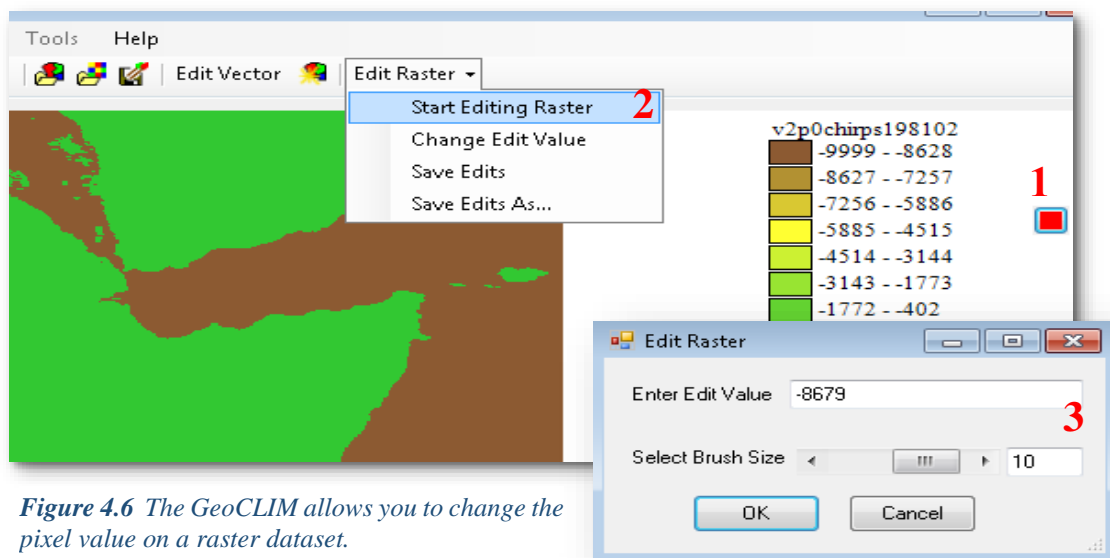 Tools Help
Edit Vector Edit Raster
Start Editing Raster 2
Change Edit Value
Save Edits
Save Edits As...
v2p0chirps198102
-9999 - -8628
-8627 - -7257
-7256 - -5886
-5885 - -4515
-4514 - -3144
-3143 - -1773
-1772 - -402
1
Edit Raster
Enter Edit Value -8679
3
Select Brush Size 10
OK Cancel
Figure 4.6 The GeoCLIM allows you to change the
pixel value on a raster dataset.